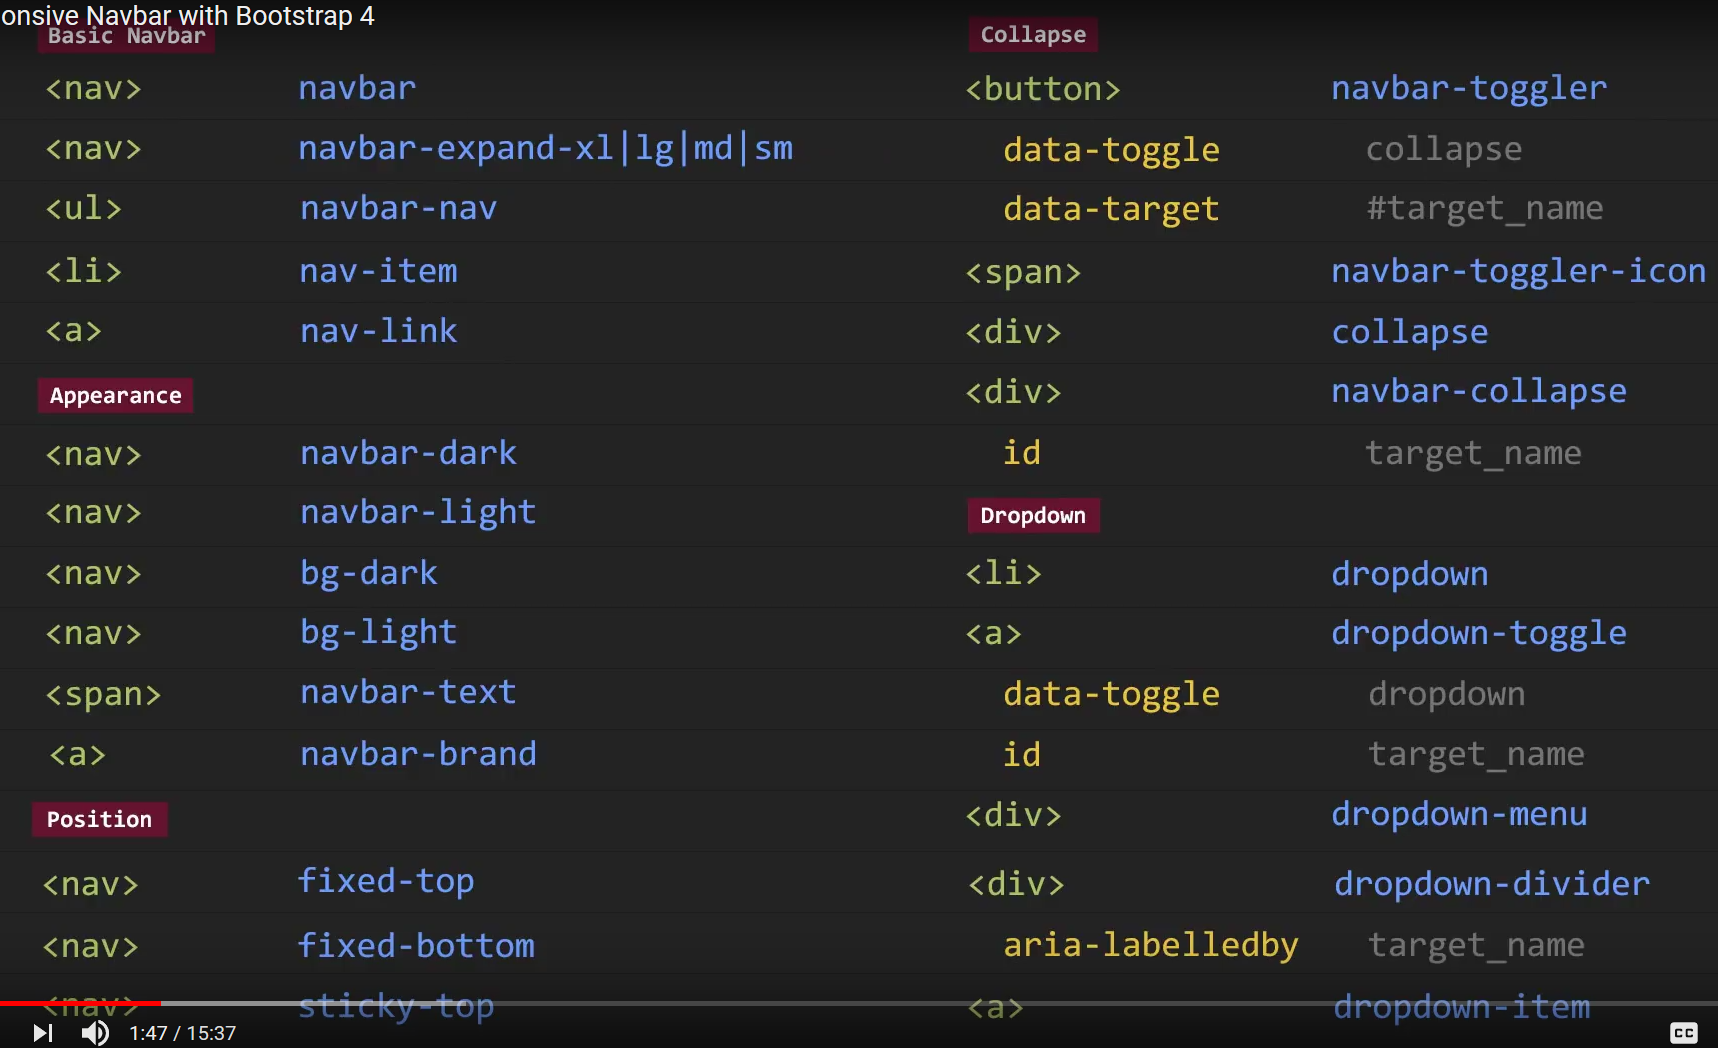 onsive Navbar with Bootstrap 4
Basic Navbar
<nav> navbar
<nav> navbar-expand-xl|lg|md|sm
<ul> navbar-nav
<li> nav-item
<a> nav-link
Appearance
<nav> navbar-dark
<nav> navbar-light
<nav> bg-dark
<nav> bg-light
<span> navbar-text
<a> navbar-brand
Position
<nav> fixed-top
<nav> fixed-bottom
<nav> sticky-top
Collapse
<button> navbar-toggler
data-toggle collapse
data-target #target_name
<span> navbar-toggler-icon
<div> collapse
<div> navbar-collapse
id target_name
Dropdown
<li> dropdown
<a> dropdown-toggle
data-toggle dropdown
id target_name
<div> dropdown-menu
<div> dropdown-divider
aria-labelledby target_name
<a> dropdown-item
1:47 / 15:37
CC